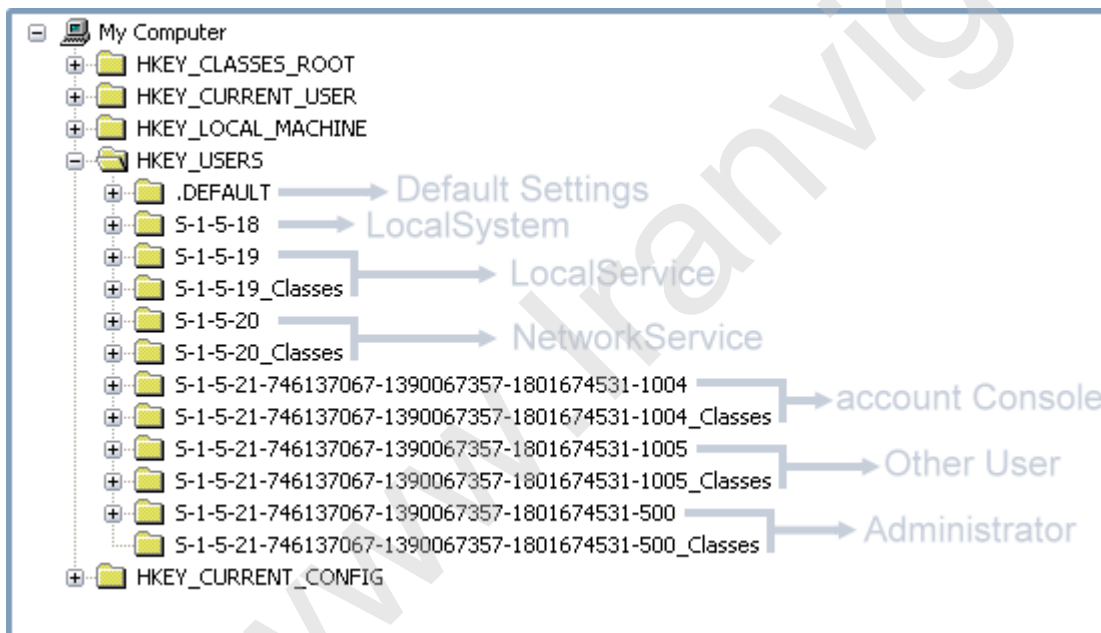 My Computer
HKEY_CLASSES_ROOT
HKEY_CURRENT_USER
HKEY_LOCAL_MACHINE
HKEY_USERS
.DEFAULT Default Settings
S-1-5-18 LocalSystem
S-1-5-19
LocalService
S-1-5-19_Classes
S-1-5-20
NetworkService
S-1-5-20_Classes
S-1-5-21-746137067-1390067357-1801674531-1004
account Console
S-1-5-21-746137067-1390067357-1801674531-1004_Classes
S-1-5-21-746137067-1390067357-1801674531-1005
Other User
S-1-5-21-746137067-1390067357-1801674531-1005_Classes
S-1-5-21-746137067-1390067357-1801674531-500
Administrator
S-1-5-21-746137067-1390067357-1801674531-500_Classes
HKEY_CURRENT_CONFIG
www.Iranvig